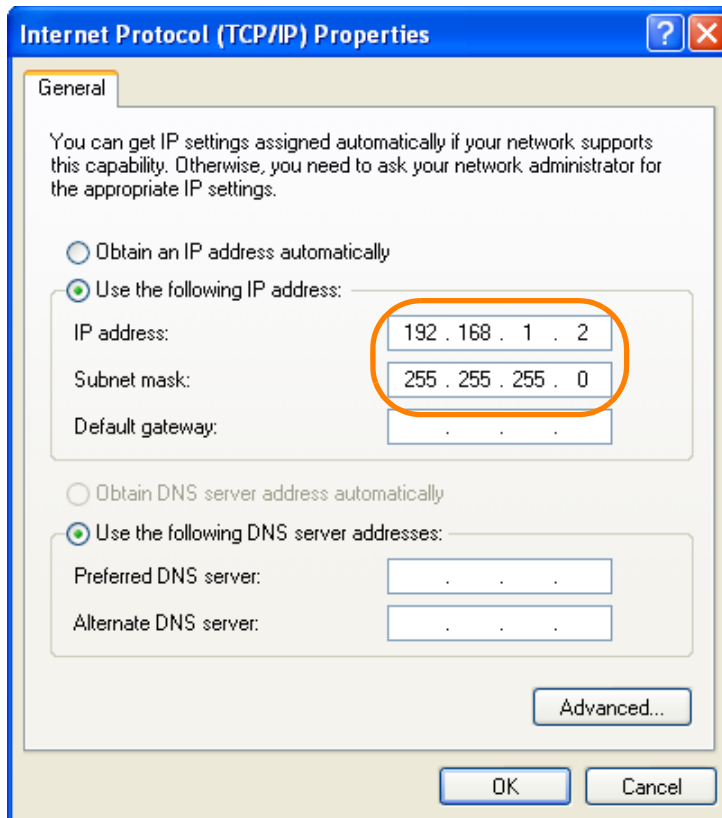 Internet Protocol (TCP/IP) Properties
?
General
You can get IP settings assigned automatically if your network supports
this capability. Otherwise, you need to ask your network administrator for
the appropriate IP settings.
Obtain an IP address automatically
Use the following IP address:
IP address: 192 . 168 . 1 . 2
Subnet mask: 255 . 255 . 255 . 0
Default gateway: . . .
Obtain DNS server address automatically
Use the following DNS server addresses:
Preferred DNS server: . . .
Alternate DNS server: . . .
Advanced...
OK Cancel